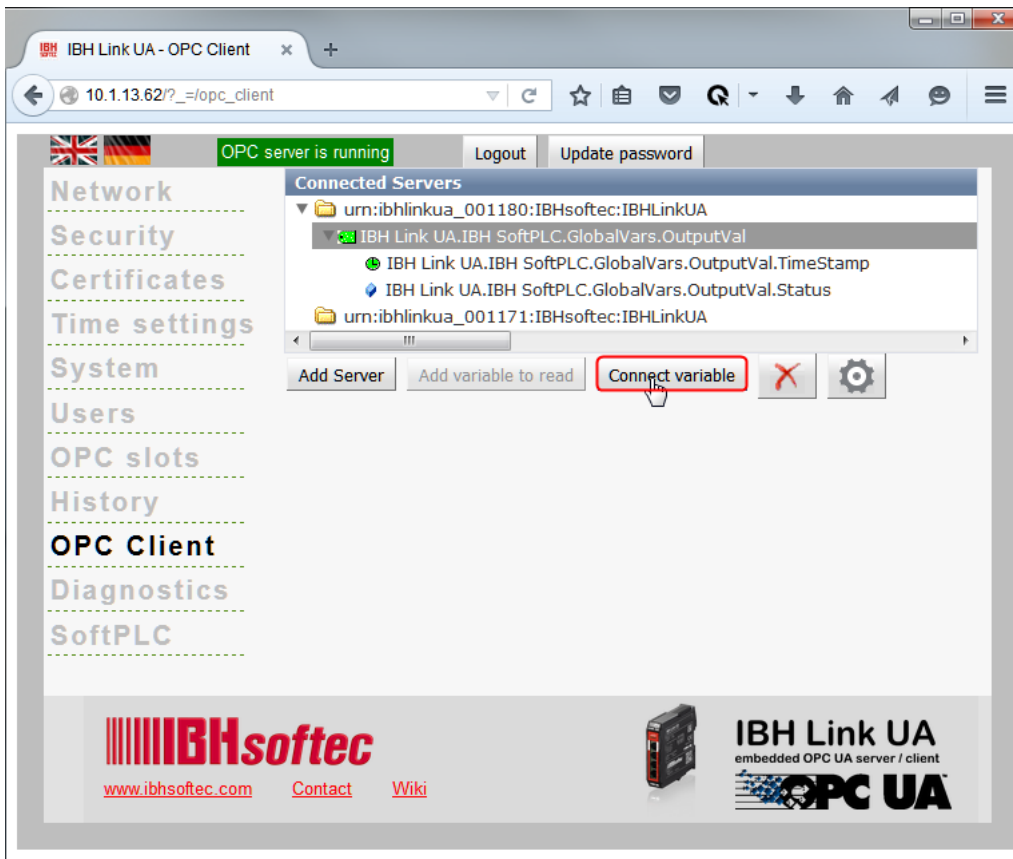 IBH softec IBH Link UA - OPC Client
10.1.13.62/?_=/opc_client
OPC server is running Logout Update password
Network
Security
Certificates
Time settings
System
Users
OPC slots
History
OPC Client
Diagnostics
SoftPLC
Connected Servers
urn:ibhlinkua_001180:IBHsoftec:IBHLinkUA
IBH Link UA.IBH SoftPLC.GlobalVars.OutputVal
IBH Link UA.IBH SoftPLC.GlobalVars.OutputVal.TimeStamp
IBH Link UA.IBH SoftPLC.GlobalVars.OutputVal.Status
urn:ibhlinkua_001171:IBHsoftec:IBHLinkUA
Add Server Add variable to read Connect variable
IBHsoftec
www.ibhsoftec.com Contact Wiki
IBH Link UA
embedded OPC UA server / client
OPC UA